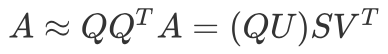 A ≈ QQ^T A = (QU)SV^T